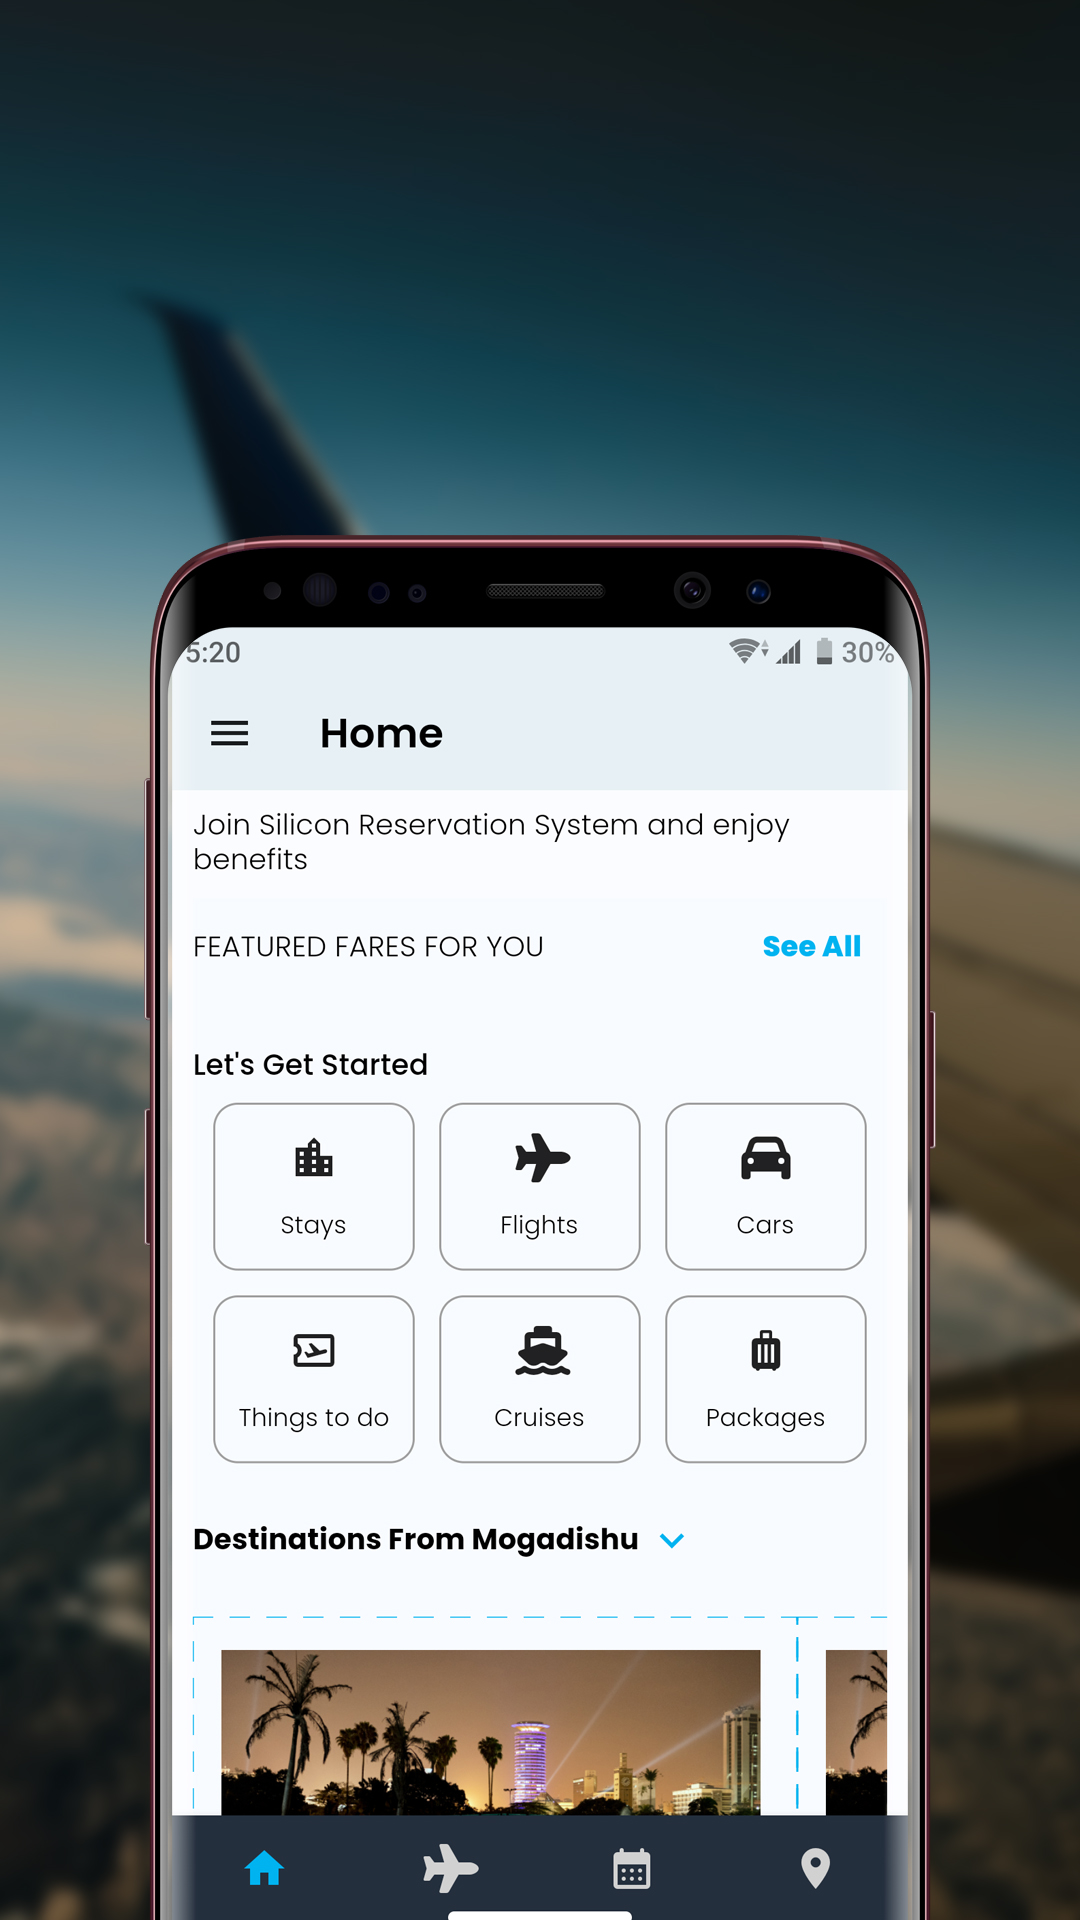 5:20
30%
Home
Join Silicon Reservation System and enjoy
benefits
FEATURED FARES FOR YOU
See All
Let's Get Started
Stays
Flights
Cars
Things to do
Cruises
Packages
Destinations From Mogadishu